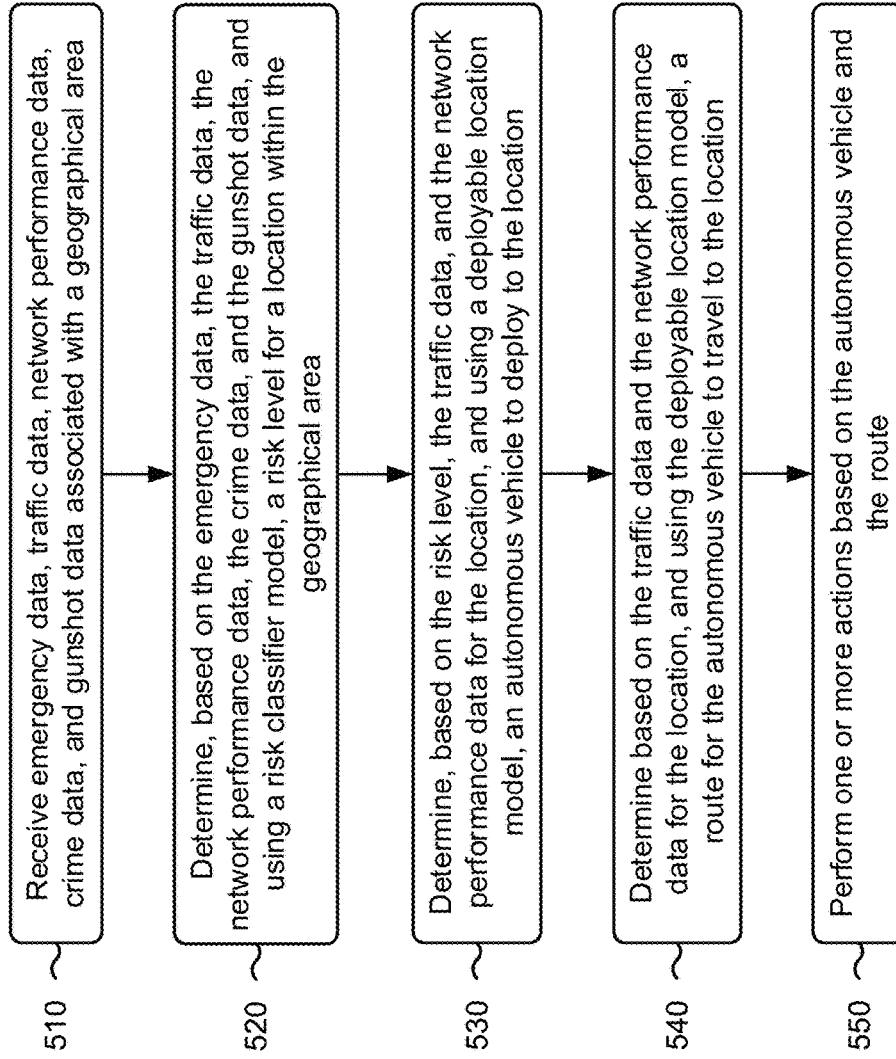 510
Receive emergency data, traffic data, network performance data,
crime data, and gunshot data associated with a geographical area
520
Determine, based on the emergency data, the traffic data, the
network performance data, the crime data, and the gunshot data, and
using a risk classifier model, a risk level for a location within the
geographical area
530
Determine, based on the risk level, the traffic data, and the network
performance data for the location, and using a deployable location
model, an autonomous vehicle to deploy to the location
540
Determine based on the traffic data and the network performance
data for the location, and using the deployable location model, a
route for the autonomous vehicle to travel to the location
550
Perform one or more actions based on the autonomous vehicle and
the route